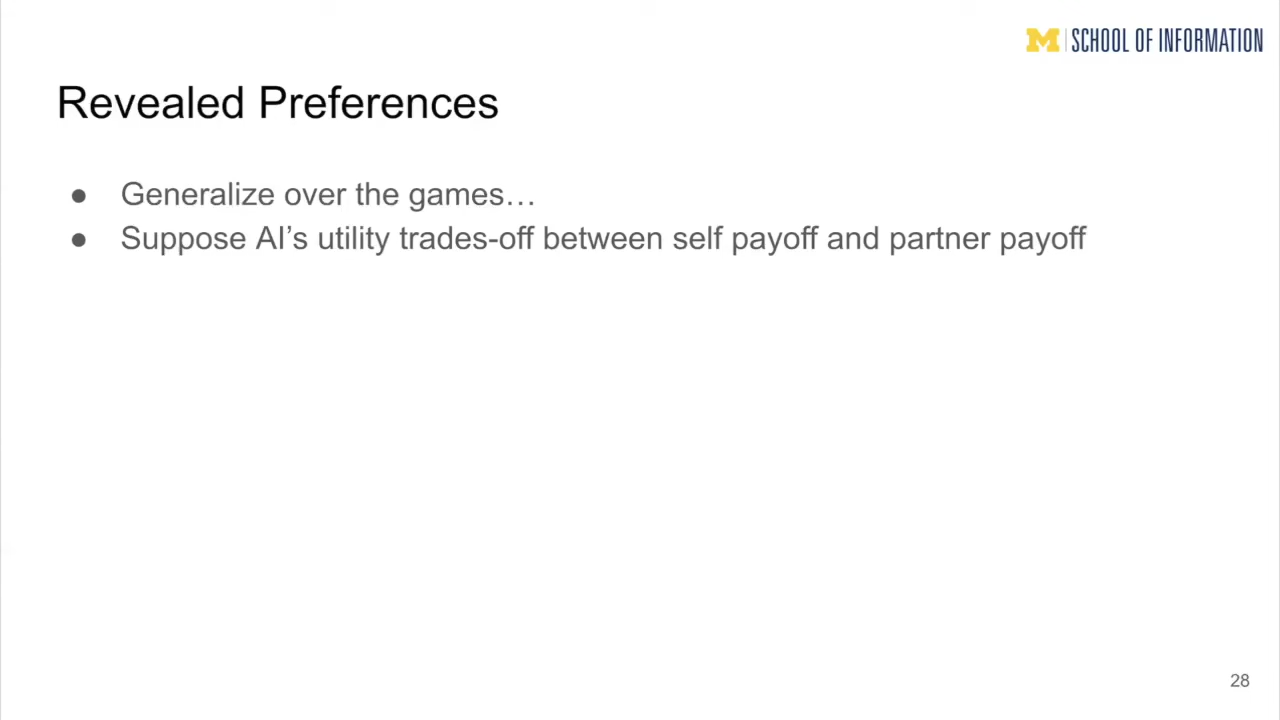 M | SCHOOL OF INFORMATION
Revealed Preferences
● Generalize over the games…
● Suppose AI’s utility trades-off between self payoff and partner payoff
28